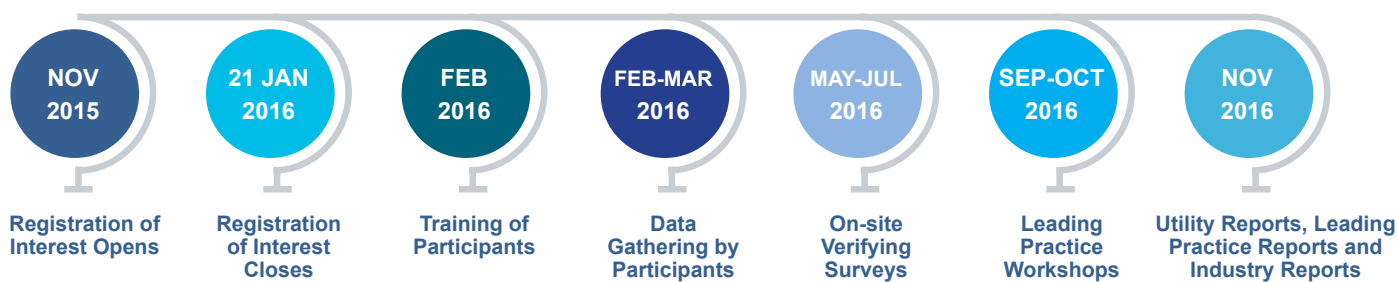 NOV
2015
21 JAN
2016
FEB
2016
FEB-MAR
2016
MAY-JUL
2016
SEP-OCT
2016
NOV
2016
Registration of
Interest Opens
Registration
of Interest
Closes
Training of
Participants
Data
Gathering by
Participants
On-site
Verifying
Surveys
Leading
Practice
Workshops
Utility Reports, Leading
Practice Reports and
Industry Reports